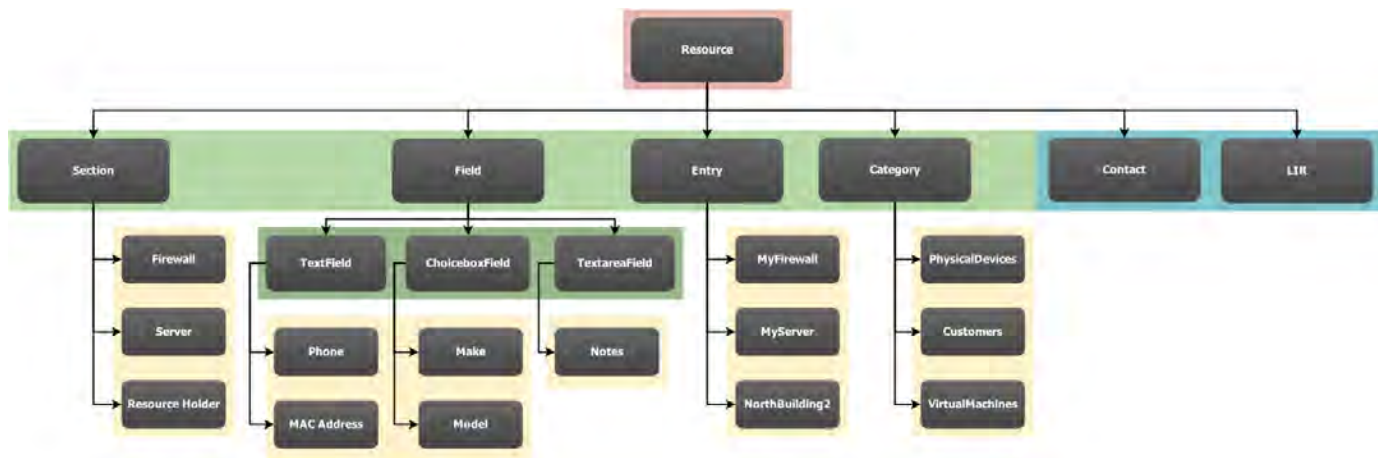 Resource
Section
Field
Entry
Category
Contact
LIR
Firewall
TextField
ChoiceboxField
TextareaField
MyFirewall
PhysicalDevices
Server
Phone
Make
Notes
MyServer
Customers
Resource Holder
MAC Address
Model
NorthBuilding2
VirtualMachines